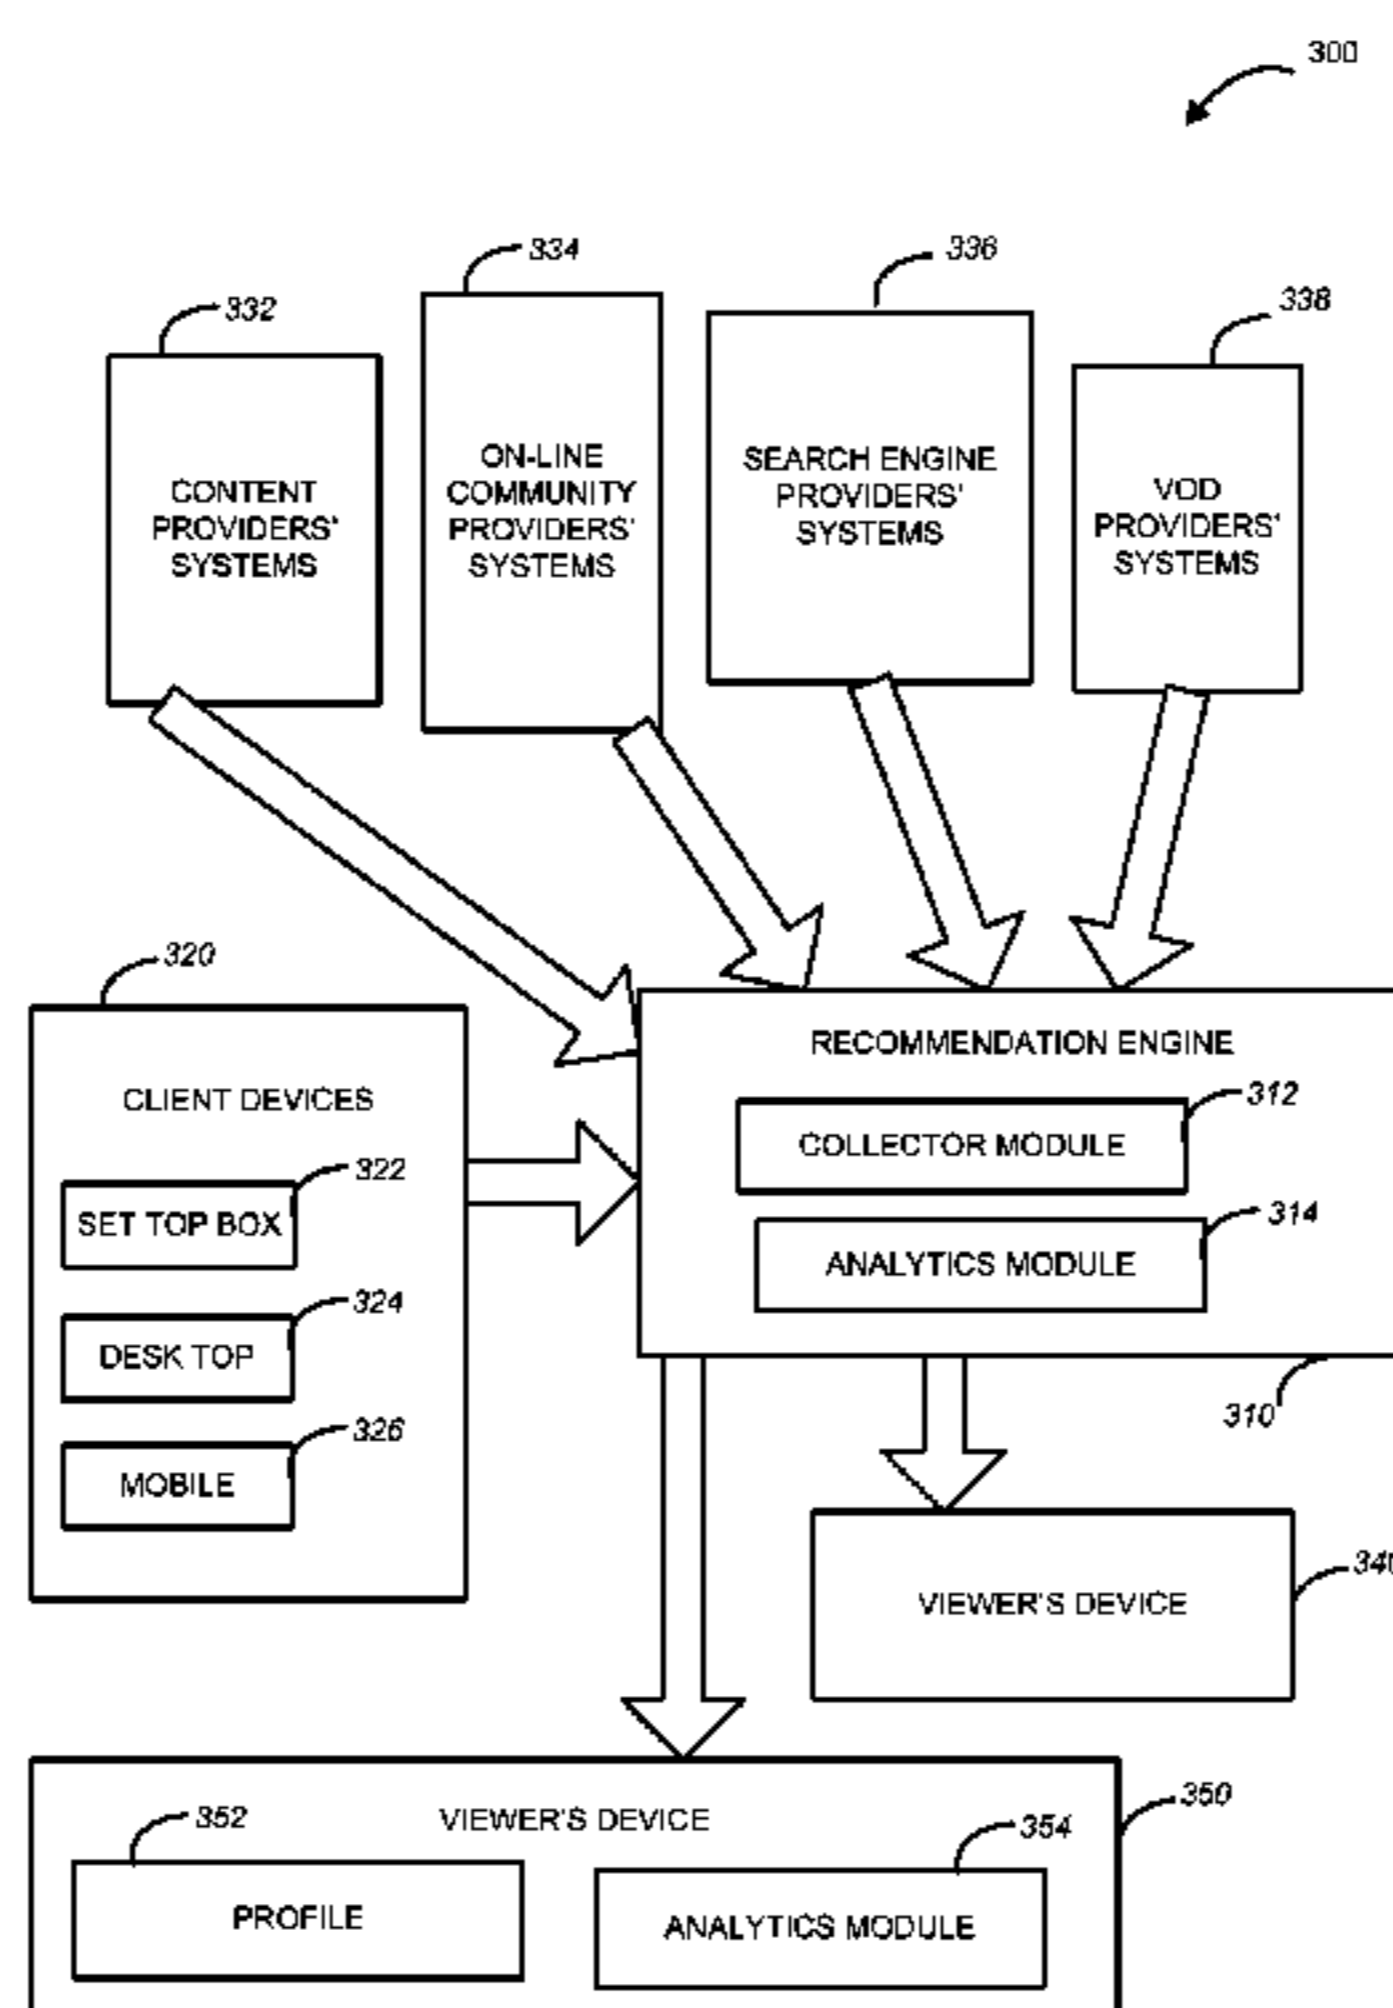 300
334
336
332
338
CONTENT
PROVIDERS'
SYSTEMS
ON-LINE
COMMUNITY
PROVIDERS'
SYSTEMS
SEARCH ENGINE
PROVIDERS'
SYSTEMS
VOD
PROVIDERS'
SYSTEMS
320
CLIENT DEVICES
322
SET TOP BOX
324
DESK TOP
326
MOBILE
RECOMMENDATION ENGINE
312
COLLECTOR MODULE
314
ANALYTICS MODULE
310
VIEWER'S DEVICE
VIEWER'S DEVICE
350
352
PROFILE
354
ANALYTICS MODULE